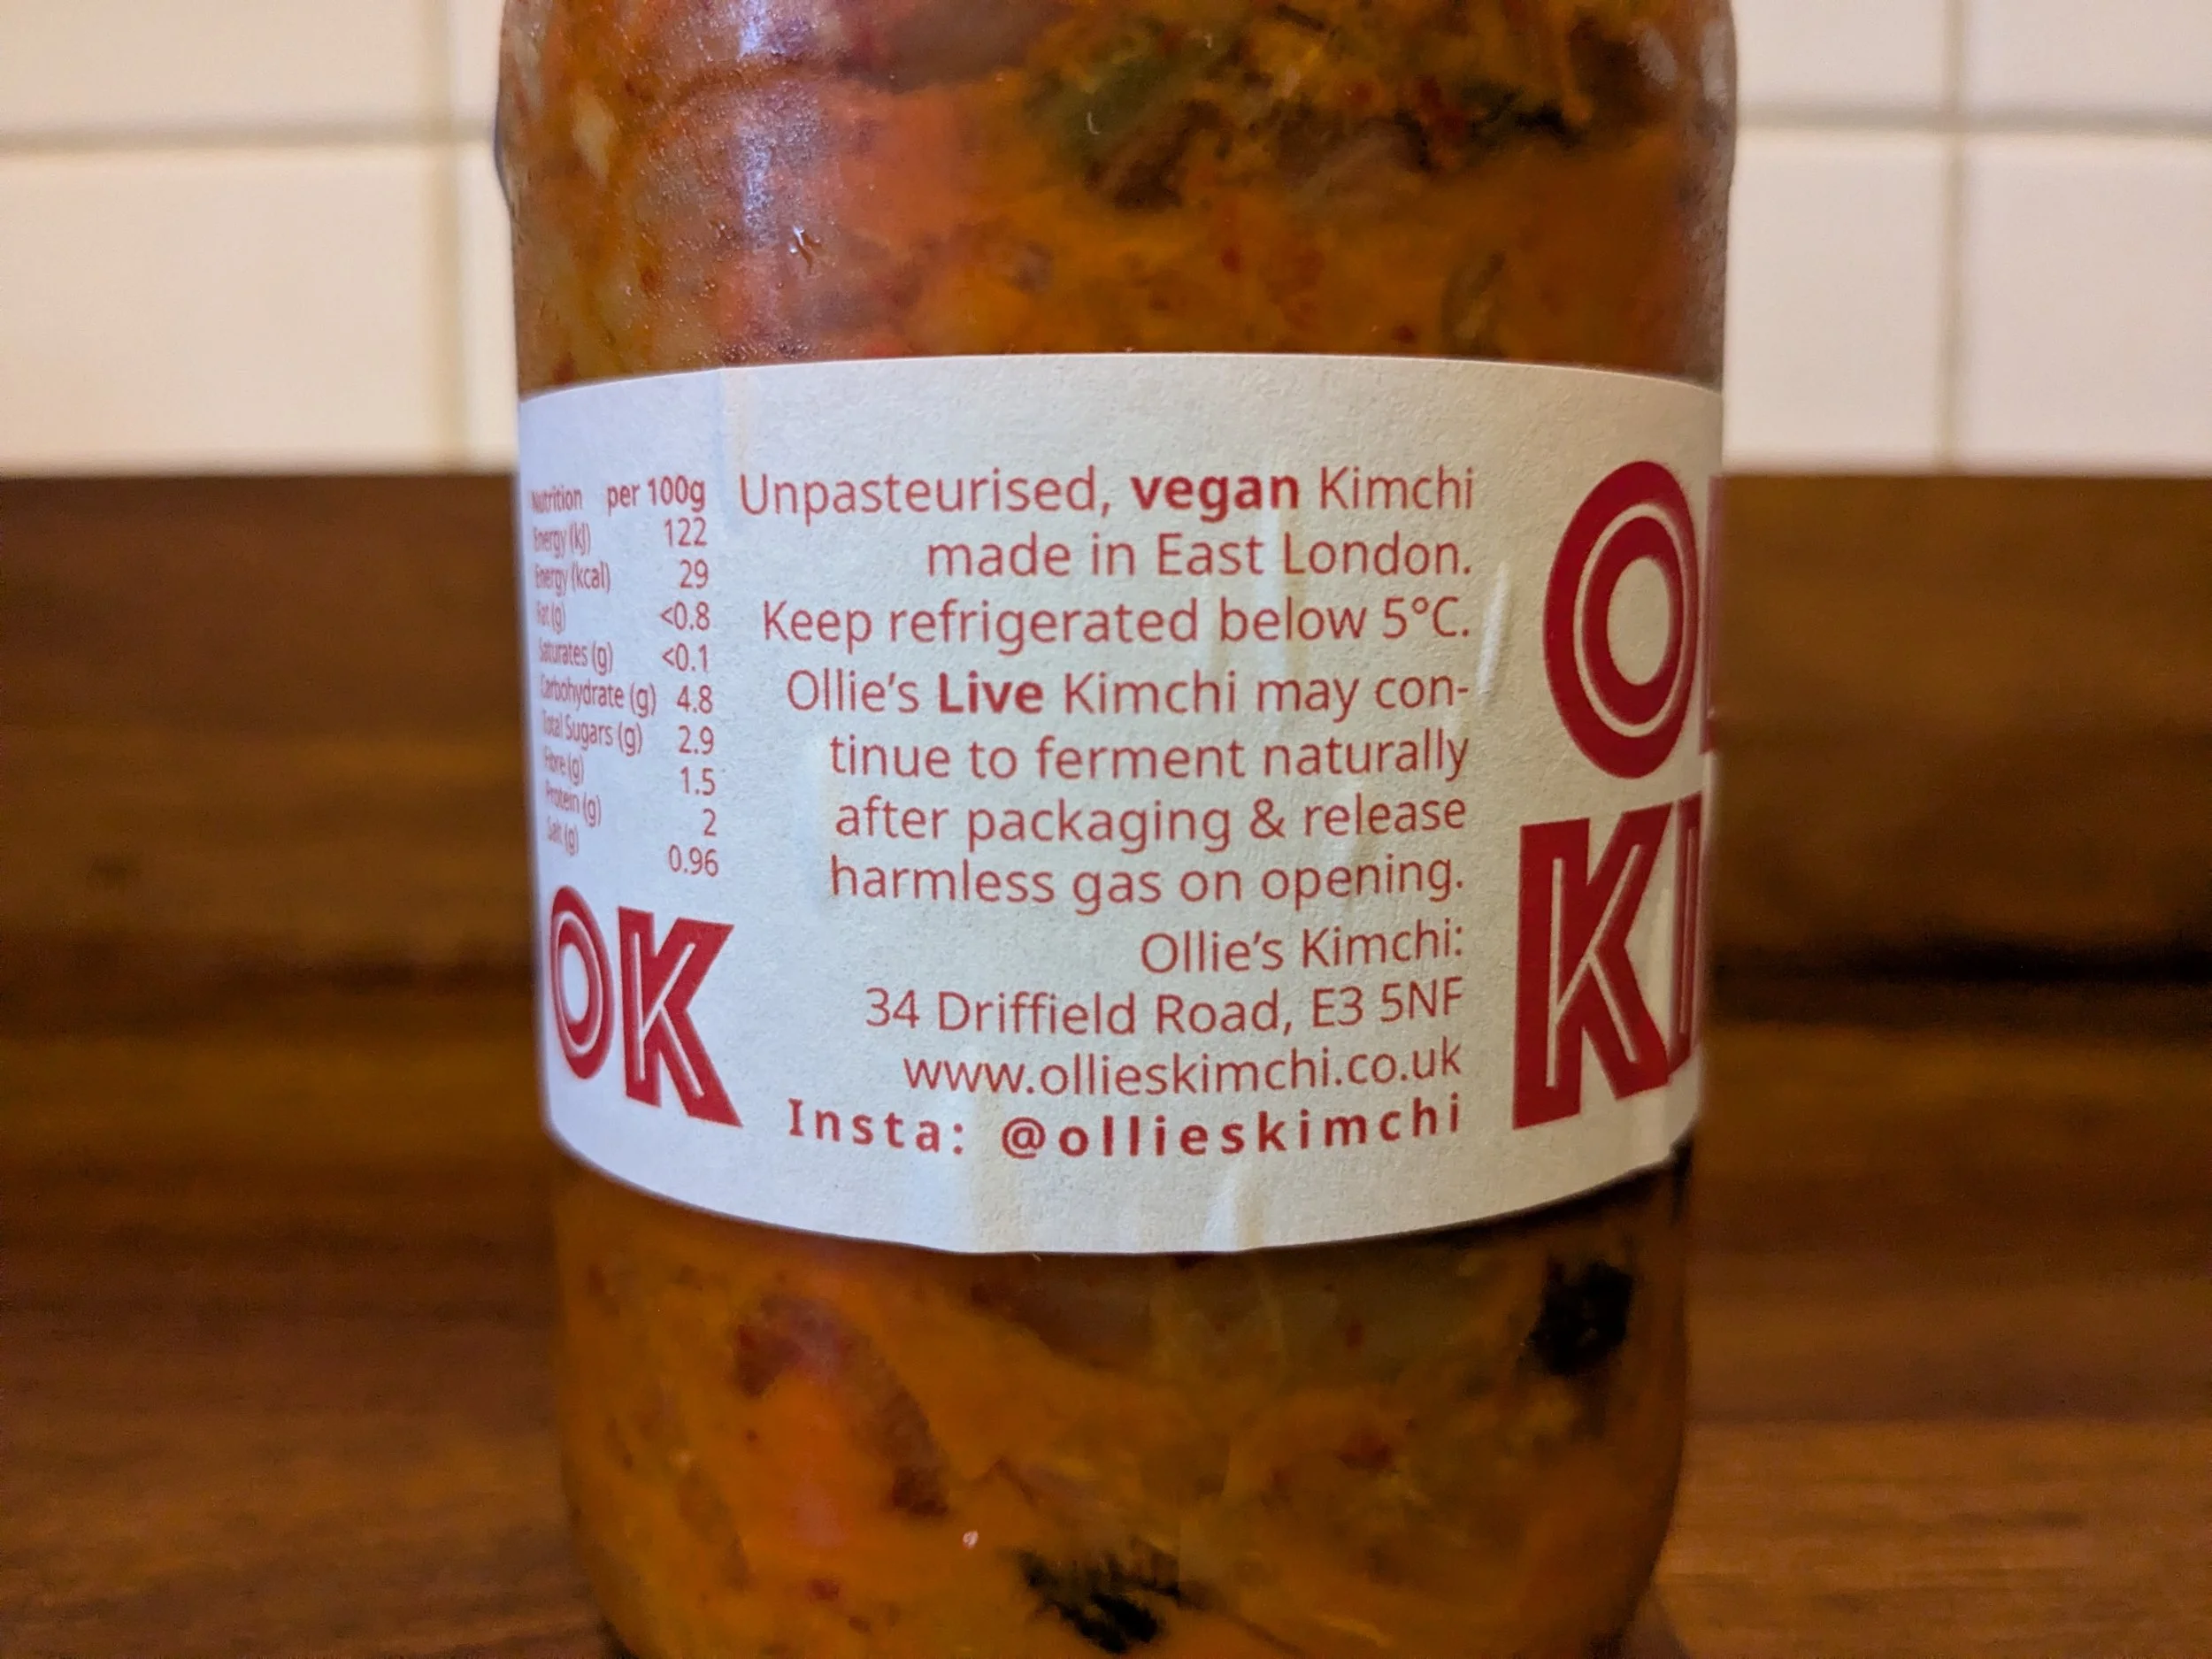 Nutrition per 100g
Energy (kJ) 122
Energy (kcal) 29
Fat (g) <0.8
Saturates (g) <0.1
Carbohydrate (g) 4.8
Total Sugars (g) 2.9
Fibre (g) 1.5
Protein (g) 2
Salt (g) 0.96
OK
Unpasteurised, vegan Kimchi
made in East London.
Keep refrigerated below 5°C.
Ollie's Live Kimchi may con-
tinue to ferment naturally
after packaging & release
harmless gas on opening.
Ollie's Kimchi:
34 Driffield Road, E3 5NF
www.ollieskimchi.co.uk
Insta: @ollieskimchi